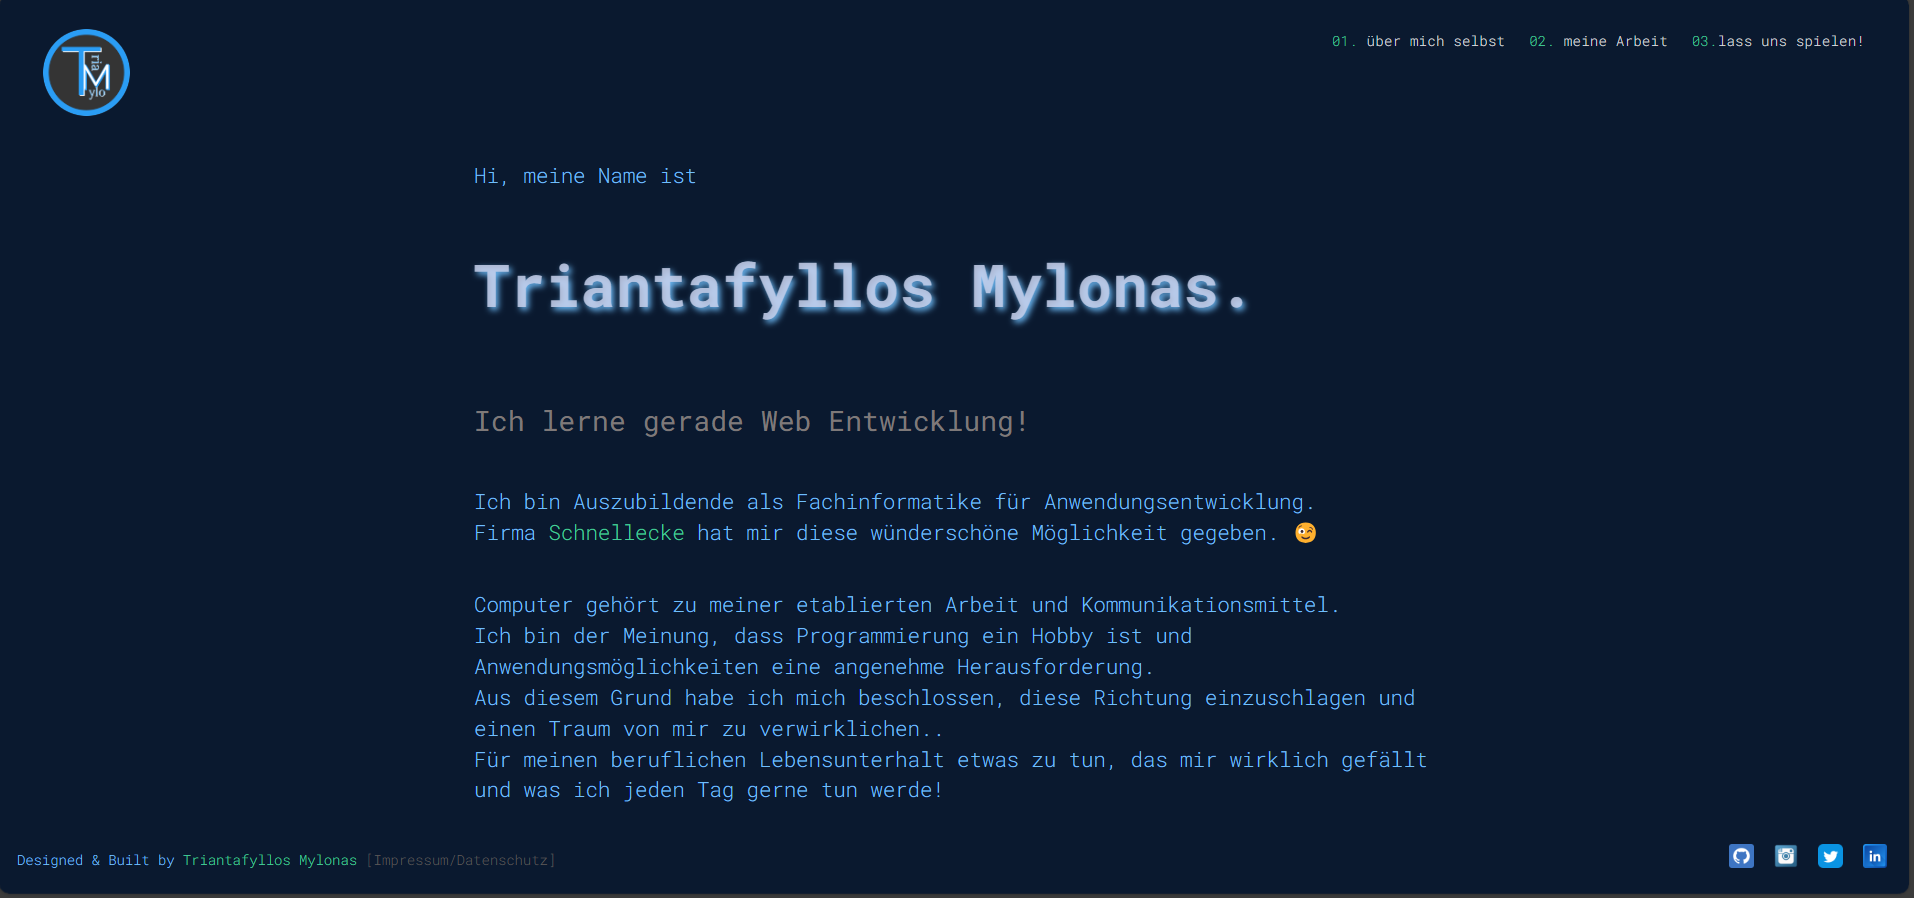 Tria
Mylo
01. über mich selbst 02. meine Arbeit 03.lass uns spielen!
Hi, meine Name ist
Triantafyllos Mylonas.
Ich lerne gerade Web Entwicklung!
Ich bin Auszubildende als Fachinformatike für Anwendungsentwicklung.
Firma Schnellecke hat mir diese wünderschöne Möglichkeit gegeben. 😉
Computer gehört zu meiner etablierten Arbeit und Kommunikationsmittel.
Ich bin der Meinung, dass Programmierung ein Hobby ist und
Anwendungsmöglichkeiten eine angenehme Herausforderung.
Aus diesem Grund habe ich mich beschlossen, diese Richtung einzuschlagen und
einen Traum von mir zu verwirklichen..
Für meinen beruflichen Lebensunterhalt etwas zu tun, das mir wirklich gefällt
und was ich jeden Tag gerne tun werde!
Designed & Built by Triantafyllos Mylonas [Impressum/Datenschutz]
in